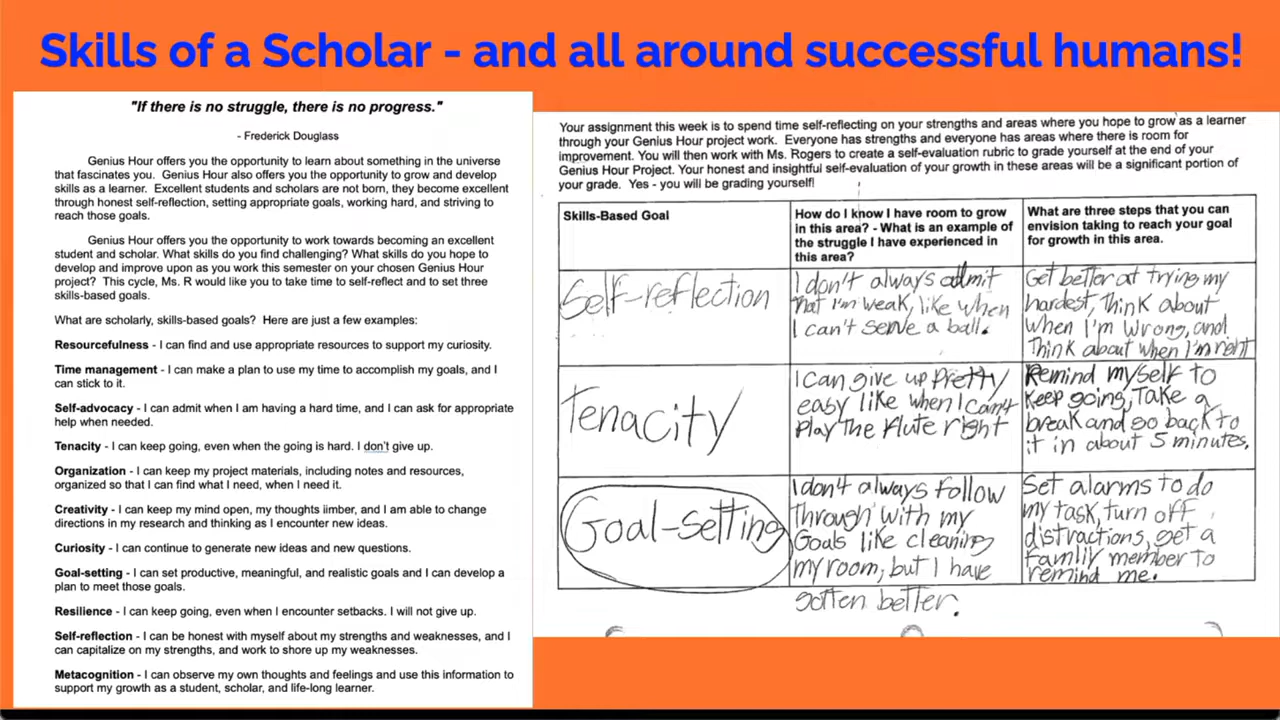 Skills of a Scholar - and all around successful humans!
"If there is no struggle, there is no progress."
- Frederick Douglass
Genius Hour offers you the opportunity to learn about something in the universe
that fascinates you. Genius Hour also offers you the opportunity to grow and develop
skills as a learner. Excellent students and scholars are not born, they become excellent
through honest self-reflection, setting appropriate goals, working hard, and striving to
reach those goals.
Genius Hour offers you the opportunity to work towards becoming an excellent
student and scholar. What skills do you find challenging? What skills do you hope to
develop and improve upon as you work this semester on your chosen Genius Hour
project? This cycle, Ms. R would like you to take time to self-reflect and to set three
skills-based goals.
What are scholarly, skills-based goals? Here are just a few examples:
Resourcefulness - I can find and use appropriate resources to support my curiosity.
Time management - I can make a plan to use my time to accomplish my goals, and I
can stick to it.
Self-advocacy - I can admit when I am having a hard time, and I can ask for appropriate
help when needed.
Tenacity - I can keep going, even when the going is hard. I don't give up.
Organization - I can keep my project materials, including notes and resources,
organized so that I can find what I need, when I need it.
Creativity - I can keep my mind open, my thoughts limber, and I am able to change
directions in my research and thinking as I encounter new ideas.
Curiosity - I can continue to generate new ideas and new questions.
Goal-setting - I can set productive, meaningful, and realistic goals and I can develop a
plan to meet those goals.
Resilience - I can keep going, even when I encounter setbacks. I will not give up.
Self-reflection - I can be honest with myself about my strengths and weaknesses, and I
can capitalize on my strengths, and work to shore up my weaknesses.
Metacognition - I can observe my own thoughts and feelings and use this information to
support my growth as a student, scholar, and life-long learner.
Your assignment this week is to spend time self-reflecting on your strengths and areas where you hope to grow as a learner
through your Genius Hour project work. Everyone has strengths and everyone has areas where there is room for
improvement. You will then work with Ms. Rogers to create a self-evaluation rubric to grade yourself at the end of your
Genius Hour Project. Your honest and insightful self-evaluation of your growth in these areas will be a significant portion of
your grade. Yes - you will be grading yourself!
Skills-Based Goal
How do I know I have room to grow
in this area? - What is an example of
the struggle I have experienced in
this area?
What are three steps that you can
envision taking to reach your goal
for growth in this area.
Self-reflection
I don't always admit
that I'm weak, like when
I can't serve a ball.
Get better at trying my
hardest, Think about
when I'm wrong, and
Think about when I'm right
Tenacity
I can give up pretty
easy like when I can't
play the flute right
Remind myself to
keep going, Take a
break and go back to
it in about 5 minutes.
Goal-setting
I don't always follow
through with my
Goals like cleaning
my room, but I have
gotten better.
Set alarms to do
my task, turn off
distractions, get a
family member to
remind me.